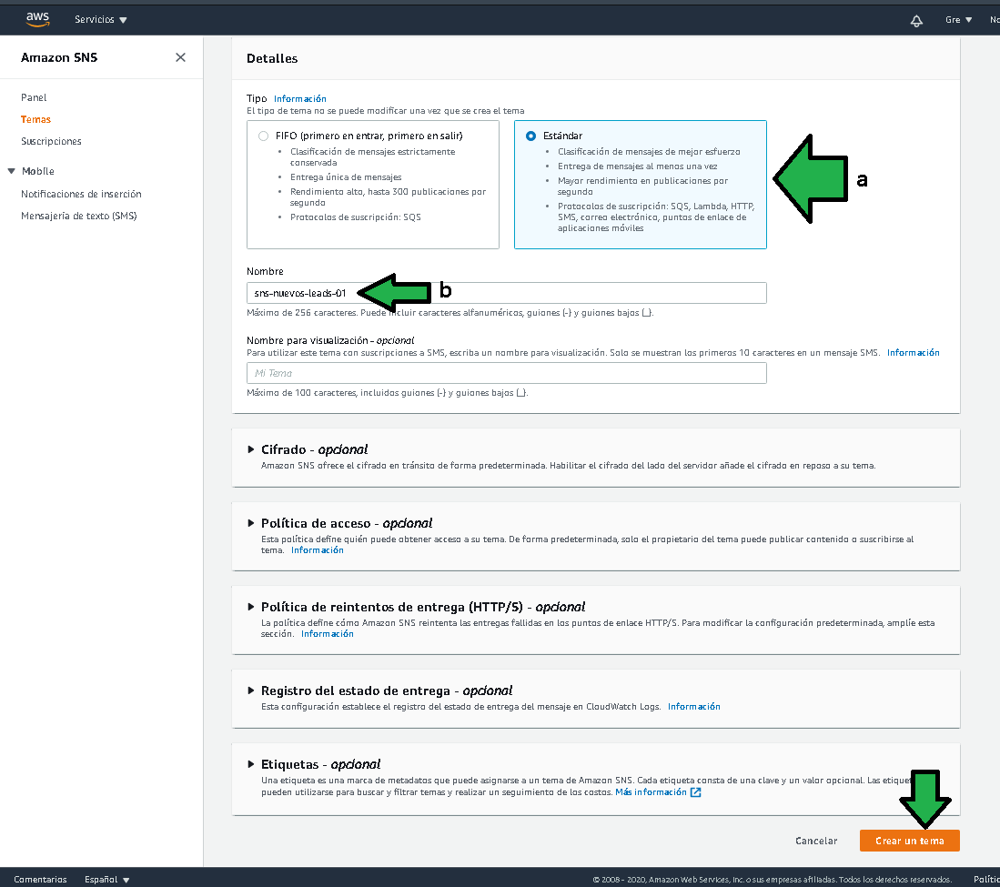 aws
Servicios
Gre
Amazon SNS
Panel
Temas
Suscripciones
Mobile
Notificaciones de inserción
Mensajería de texto (SMS)
Detalles
Tipo Información
El tipo de tema no se puede modificar una vez que se crea el tema
FIFO (primero en entrar, primero en salir)
• Clasificación de mensajes estrictamente
conservada
• Entrega única de mensajes
• Rendimiento alto, hasta 300 publicaciones por
segundo
• Protocolos de suscripción: SQS
Estándar
• Clasificación de mensajes de mejor esfuerzo
• Entrega de mensajes al menos una vez
• Mayor rendimiento en publicaciones por
segundo
• Protocolos de suscripción: SQS, Lambda, HTTP,
SMS, correo electrónico, puntos de enlace de
aplicaciones móviles
a
Nombre
sns-nuevos-leads-01
b
Máximo de 256 caracteres. Puede incluir caracteres alfanuméricos, guiones (-) y guiones bajos (_).
Nombre para visualización - opcional
Para utilizar este tema con suscripciones a SMS, escriba un nombre para visualización. Solo se muestran los primeros 10 caracteres en un mensaje SMS. Información
Mi Tema
Máximo de 100 caracteres, incluidos guiones (-) y guiones bajos (_).
Cifrado - opcional
Amazon SNS ofrece el cifrado en tránsito de forma predeterminada. Habilitar el cifrado del lado del servidor añade el cifrado en reposo a su tema.
Política de acceso - opcional
Esta política define quién puede obtener acceso a su tema. De forma predeterminada, solo el propietario del tema puede publicar contenido o suscribirse al
tema. Información
Política de reintentos de entrega (HTTP/S) - opcional
La política define cómo Amazon SNS reintenta las entregas fallidas en los puntos de enlace HTTP/S. Para modificar la configuración predeterminada, amplíe esta
sección. Información
Registro del estado de entrega - opcional
Esta configuración establece el registro del estado de entrega del mensaje en CloudWatch Logs. Información
Etiquetas - opcional
Una etiqueta es una marca de metadatos que puede asignarse a un tema de Amazon SNS. Cada etiqueta consta de una clave y un valor opcional. Las
pueden utilizarse para buscar y filtrar temas y realizar un seguimiento de los costos. Más información
Cancelar
Crear un tema
Comentarios
Español
© 2008 - 2020, Amazon Web Services, Inc. o sus empresas afiliadas. Todos los derechos reservados.